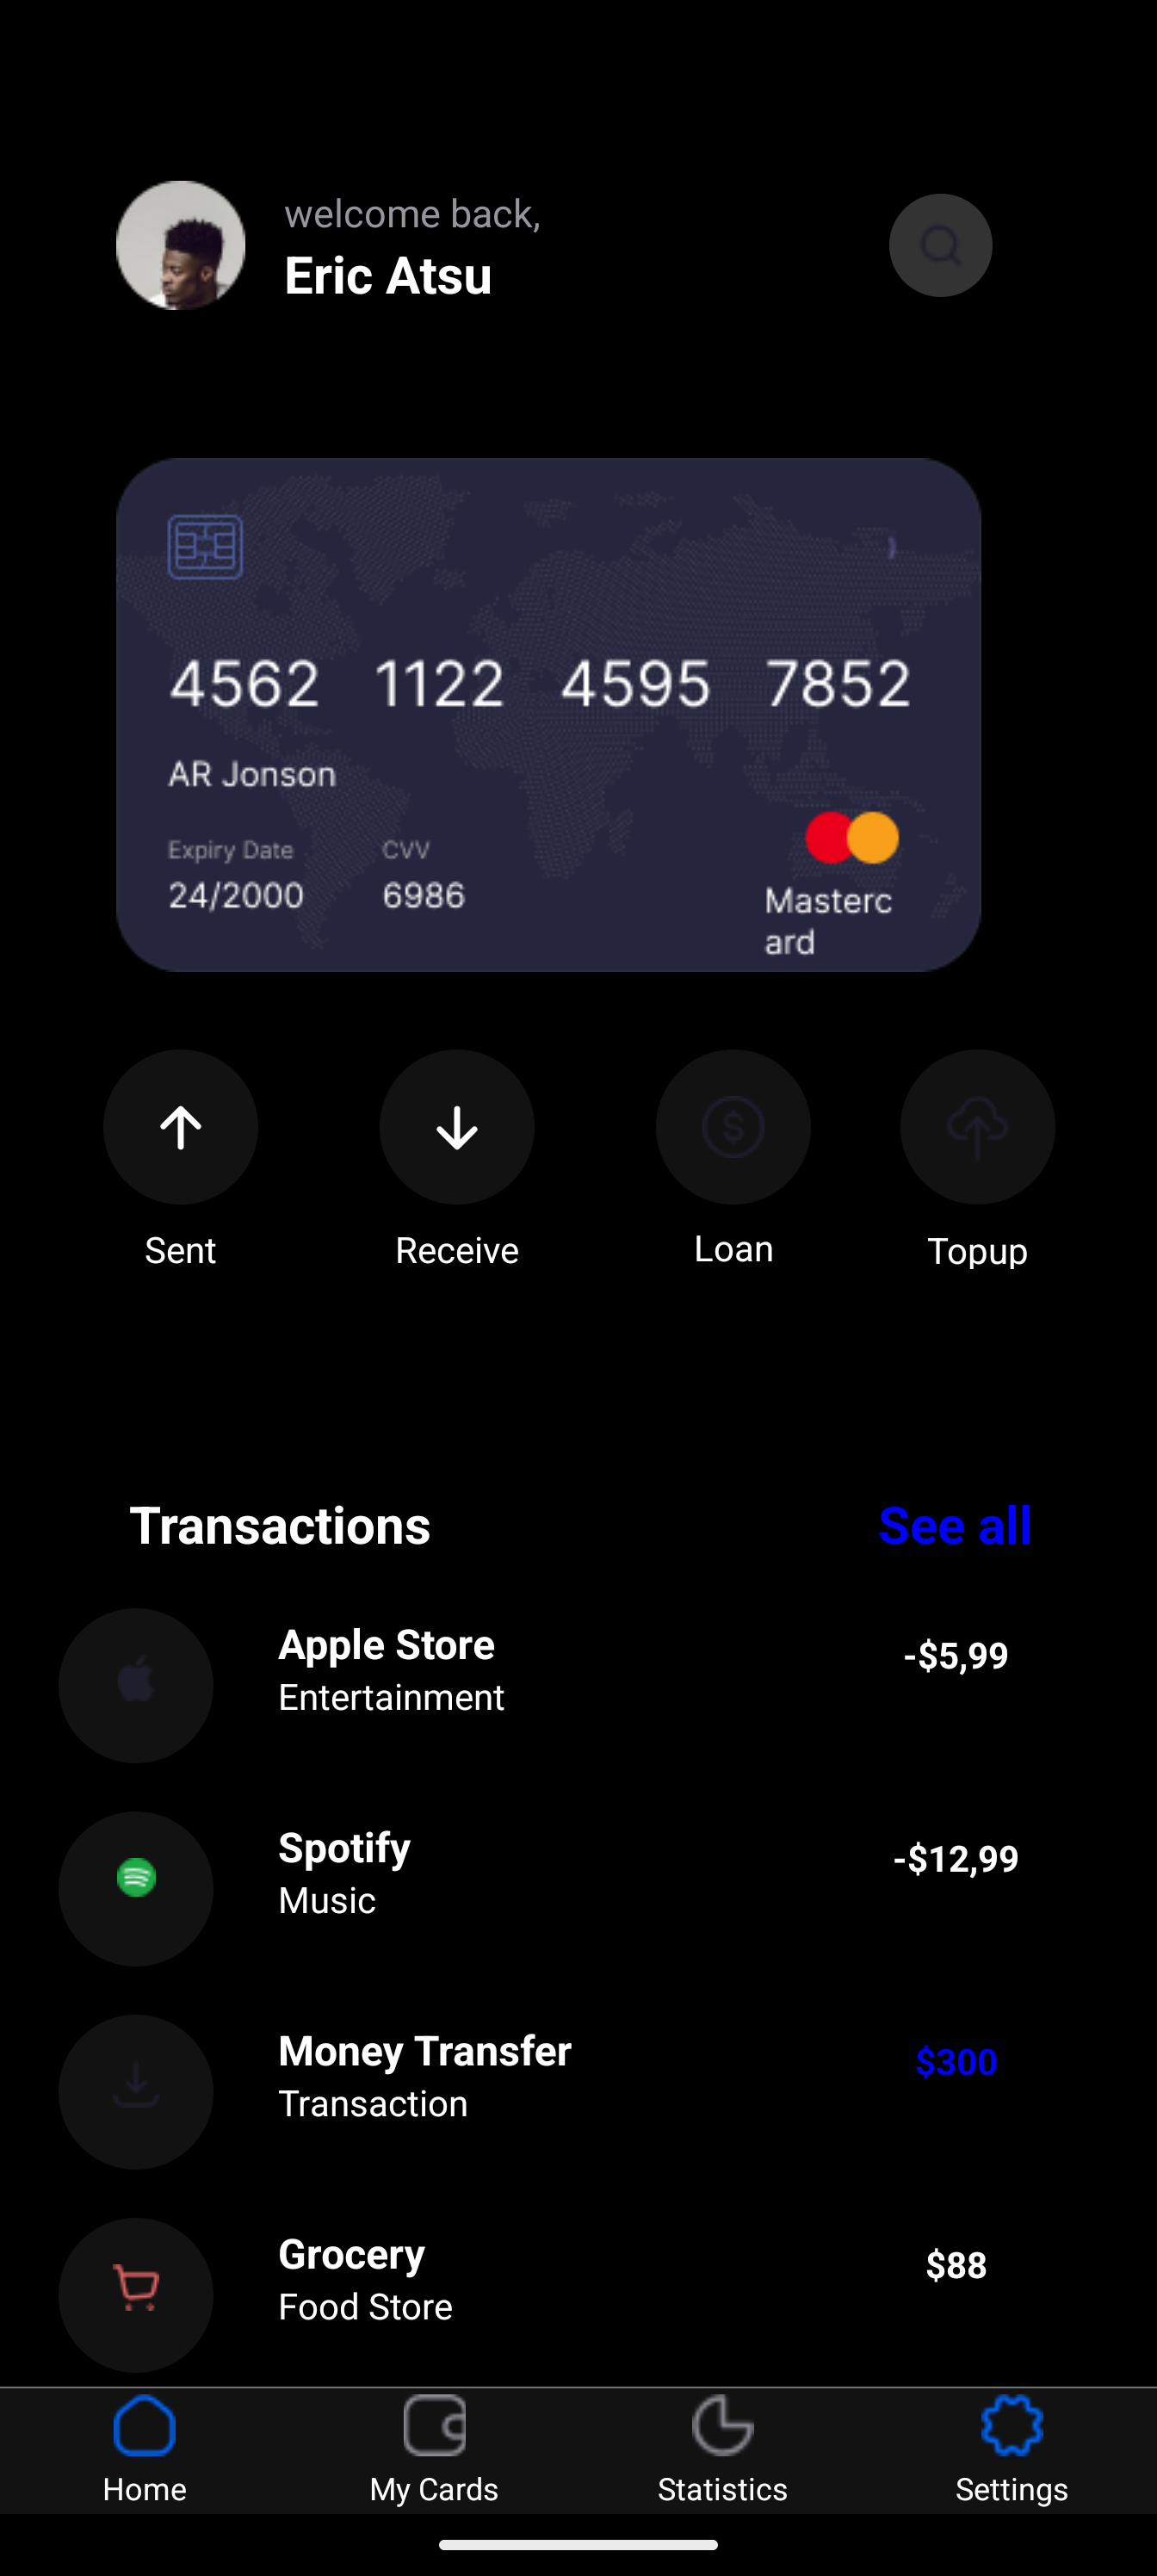 welcome back,
Eric Atsu
4562 1122 4595 7852
AR Jonson
Expiry Date CVV
24/2000 6986
Masterc
ard
Sent Receive Loan Topup
Transactions See all
Apple Store -$5,99
Entertainment
Spotify -$12,99
Music
Money Transfer $300
Transaction
Grocery $88
Food Store
Home My Cards Statistics Settings